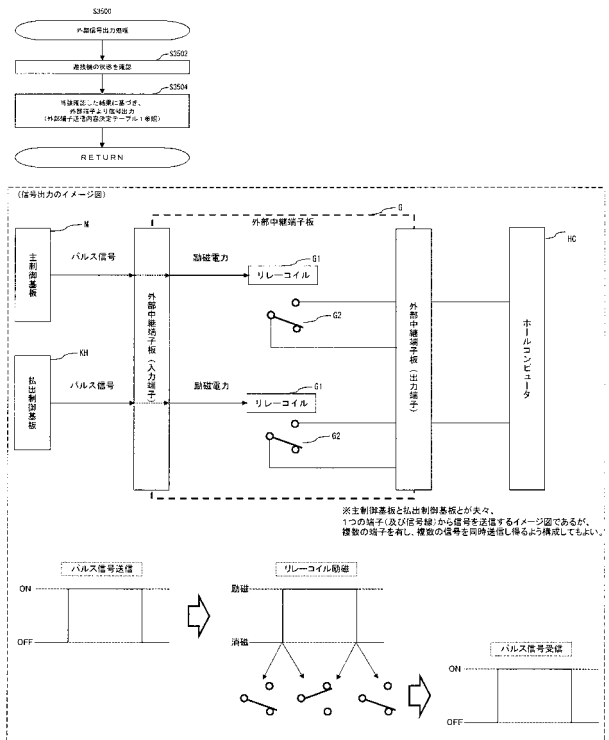 S3500
外部信号出力処理
S3502
遊技機の状態を確認
S3504
当該確認した結果に基づき、
外部端子より信号出力
（外部端子送信内容決定テーブル1参照）
RETURN
（信号出力のイメージ図）
G
外部中継端子板
M
主制御基板
パルス信号
外部中継端子板（入力端子）
励磁電力
G1
リレーコイル
G2
外部中継端子板（出力端子）
HC
ホールコンピュータ
KH
払出制御基板
パルス信号
励磁電力
G1
リレーコイル
G2
※主制御基板と払出制御基板とが夫々、
1つの端子（及び信号線）から信号を送信するイメージ図であるが、
複数の端子を有し、複数の信号を同時送信し得るよう構成してもよい。
パルス信号送信
ON
OFF
リレーコイル励磁
励磁
消磁
パルス信号受信
ON
OFF